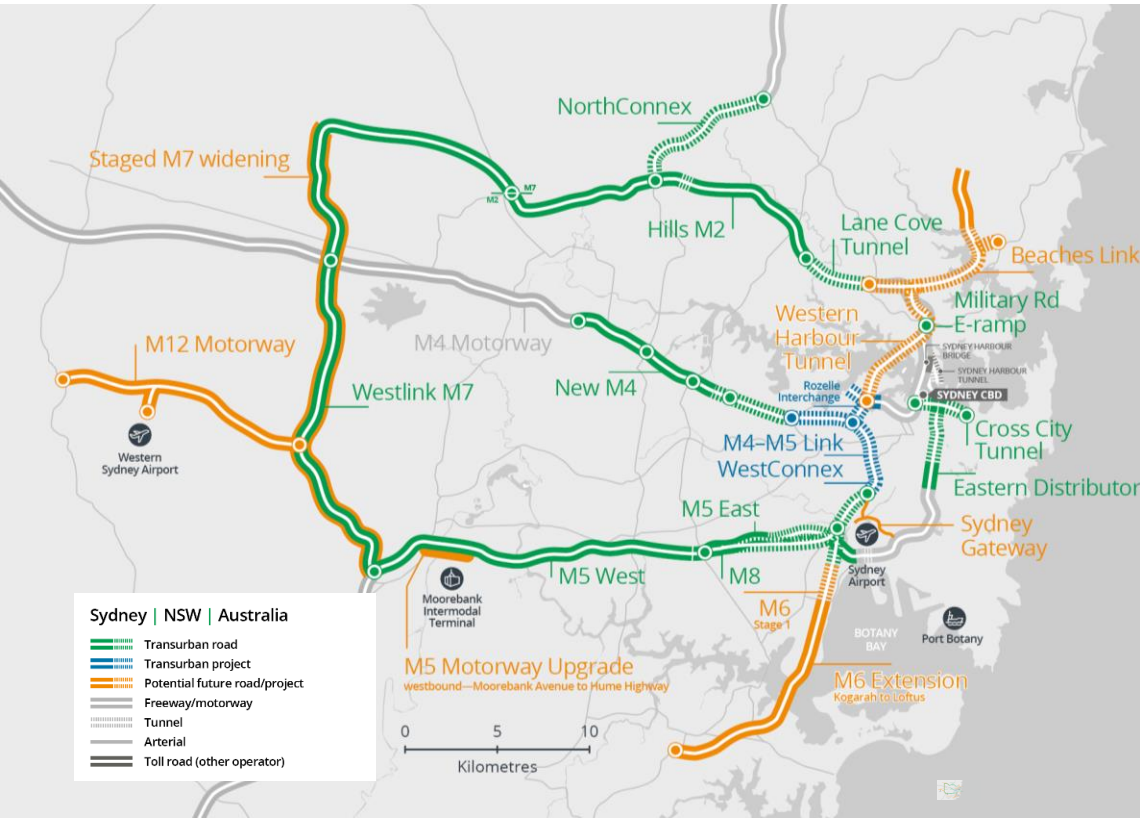 NorthConnex
Staged M7 widening
M7
M2
Hills M2
Lane Cove
Tunnel
Beaches Link
Military Rd
E-ramp
Western
Harbour
Tunnel
SYDNEY HARBOUR
BRIDGE
SYDNEY HARBOUR
TUNNEL
SYDNEY CBD
M12 Motorway
M4 Motorway
Westlink M7
New M4
Rozelle
Interchange
M4–M5 Link
WestConnex
Cross City
Tunnel
Eastern Distributor
Western
Sydney Airport
M5 East
Sydney
Gateway
M5 West
M8
Sydney
Airport
Moorebank
Intermodal
Terminal
M6
Stage 1
BOTANY
BAY
Port Botany
M5 Motorway Upgrade
westbound—Moorebank Avenue to Hume Highway
M6 Extension
Kogarah to Loftus
0 5 10
Kilometres
Sydney | NSW | Australia
Transurban road
Transurban project
Potential future road/project
Freeway/motorway
Tunnel
Arterial
Toll road (other operator)